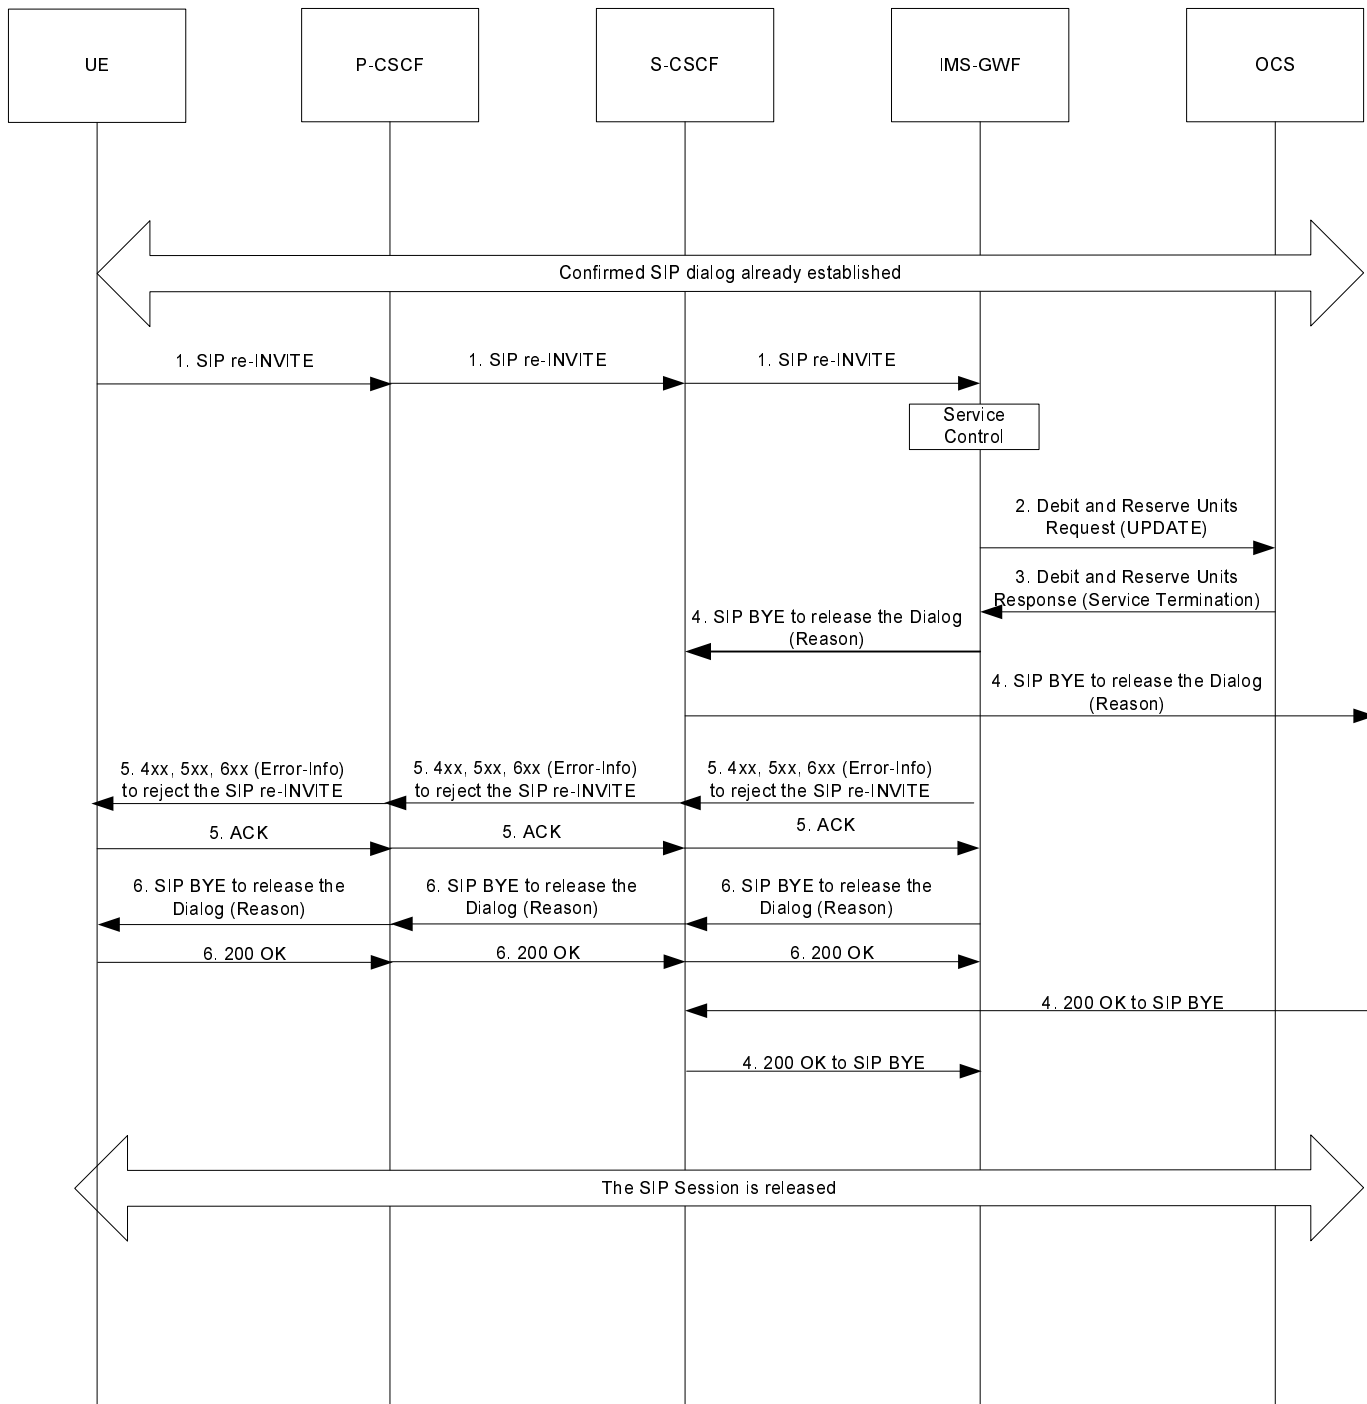 UE
P-CSCF
S-CSCF
IMS-GWF
OCS
Confirmed SIP dialog already established
1. SIP re-INVITE
1. SIP re-INVITE
1. SIP re-INVITE
Service
Control
2. Debit and Reserve Units
Request (UPDATE)
3. Debit and Reserve Units
Response (Service Termination)
4. SIP BYE to release the Dialog
(Reason)
4. SIP BYE to release the Dialog
(Reason)
5. 4xx, 5xx, 6xx (Error-Info)
to reject the SIP re-INVITE
5. 4xx, 5xx, 6xx (Error-Info)
to reject the SIP re-INVITE
5. 4xx, 5xx, 6xx (Error-Info)
to reject the SIP re-INVITE
5. ACK
5. ACK
5. ACK
6. SIP BYE to release the
Dialog (Reason)
6. SIP BYE to release the
Dialog (Reason)
6. SIP BYE to release the
Dialog (Reason)
6. 200 OK
6. 200 OK
6. 200 OK
4. 200 OK to SIP BYE
4. 200 OK to SIP BYE
The SIP Session is released